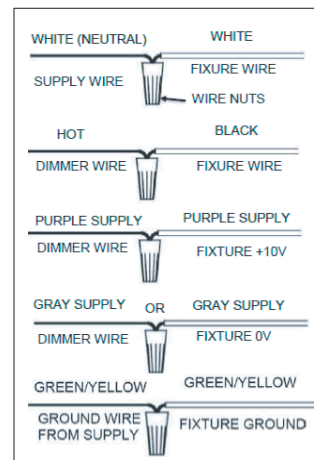 WHITE (NEUTRAL) WHITE
SUPPLY WIRE FIXURE WIRE
WIRE NUTS
HOT BLACK
DIMMER WIRE FIXURE WIRE
PURPLE SUPPLY PURPLE SUPPLY
DIMMER WIRE FIXTURE +10V
GRAY SUPPLY OR GRAY SUPPLY
DIMMER WIRE FIXTURE 0V
GREEN/YELLOW GREEN/YELLOW
GROUND WIRE FIXTURE GROUND
FROM SUPPLY